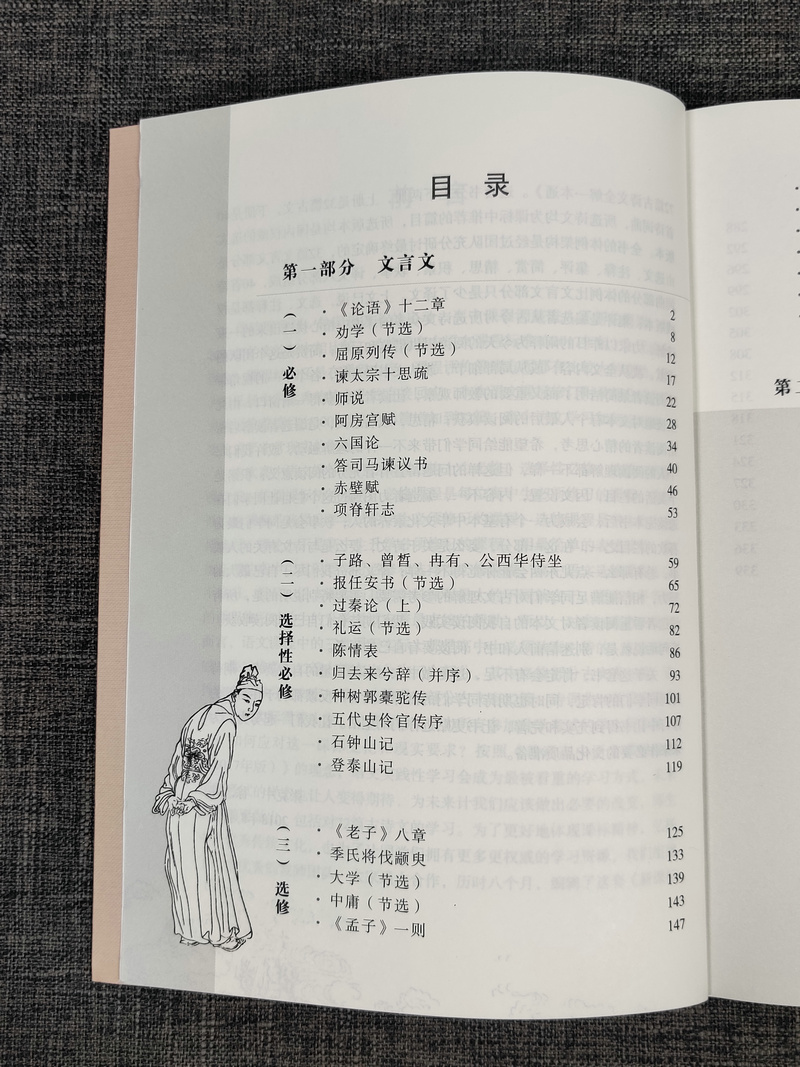 目 录
第一部分 文言文
（一）必修
·《论语》十二章 2
·劝学（节选） 8
·屈原列传（节选） 12
·谏太宗十思疏 17
·师说 22
·阿房宫赋 28
·六国论 34
·答司马谏议书 40
·赤壁赋 46
·项脊轩志 53
（二）选择性必修
·子路、曾皙、冉有、公西华侍坐 59
·报任安书（节选） 65
·过秦论（上） 72
·礼运（节选） 82
·陈情表 86
·归去来兮辞（并序） 93
·种树郭橐驼传 101
·五代史伶官传序 107
·石钟山记 112
·登泰山记 119
（三）选修
·《老子》八章 125
·季氏将伐颛臾 133
·大学（节选） 139
·中庸（节选） 143
·《孟子》一则 147
第二